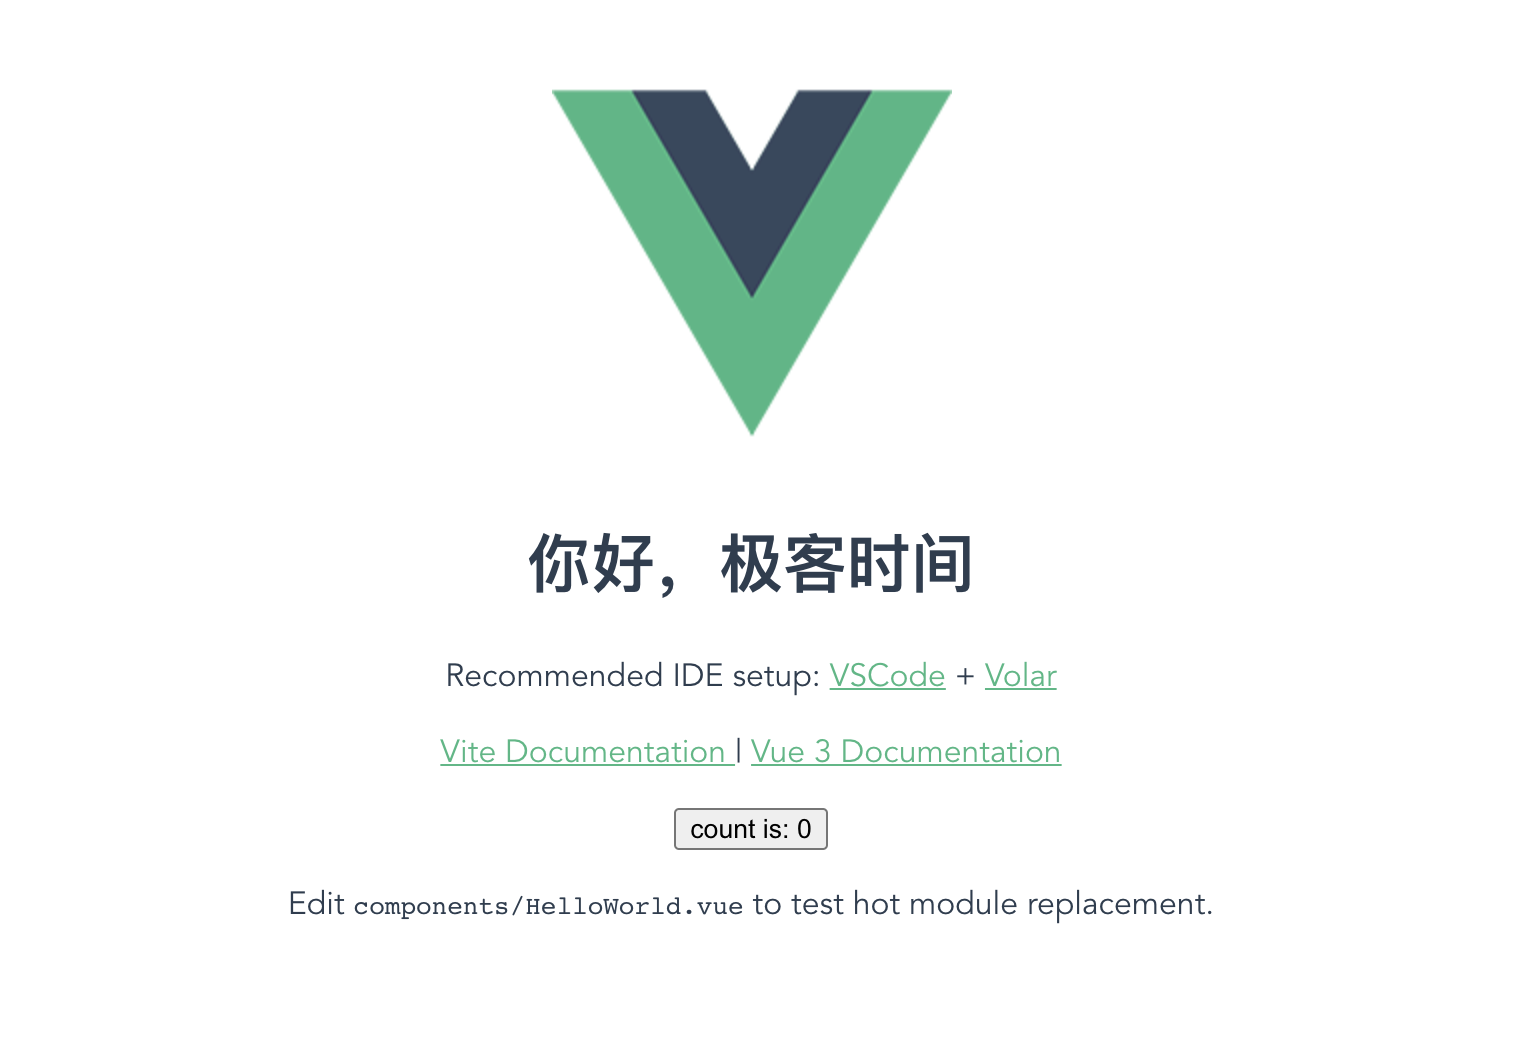 你好，极客时间
Recommended IDE setup: VSCode + Volar
Vite Documentation | Vue 3 Documentation
count is: 0
Edit components/HelloWorld.vue to test hot module replacement.